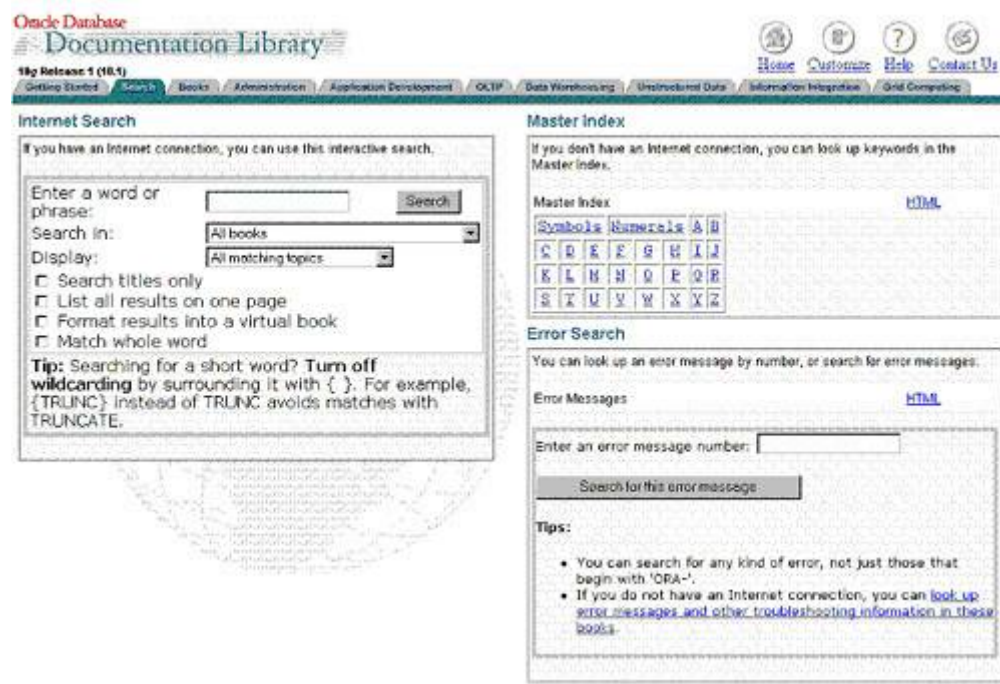 Oracle Database
Documentation Library
10g Release 1 (10.1)
Home Customize Help Contact Us
Getting Started Search Books Administration Application Development OLTP Data Warehousing Unstructured Data Information Integration Grid Computing
Internet Search
If you have an Internet connection, you can use this interactive search.
Enter a word or
phrase:
Search
Search in:
All books
Display:
All matching topics
Search titles only
List all results on one page
Format results into a virtual book
Match whole word
Tip: Searching for a short word? Turn off
wildcarding by surrounding it with { }. For example,
{TRUNC} instead of TRUNC avoids matches with
TRUNCATE.
Master Index
If you don't have an Internet connection, you can look up keywords in the
Master Index.
Master Index HTML
Symbols Numerals A B
C D E F G H I J
K L M N O P Q R
S T U V W X Y Z
Error Search
You can look up an error message by number, or search for error messages.
Error Messages HTML
Enter an error message number:
Search for this error message
Tips:
• You can search for any kind of error, not just those that
begin with 'ORA-'.
• If you do not have an Internet connection, you can look up
error messages and other troubleshooting information in these
books.